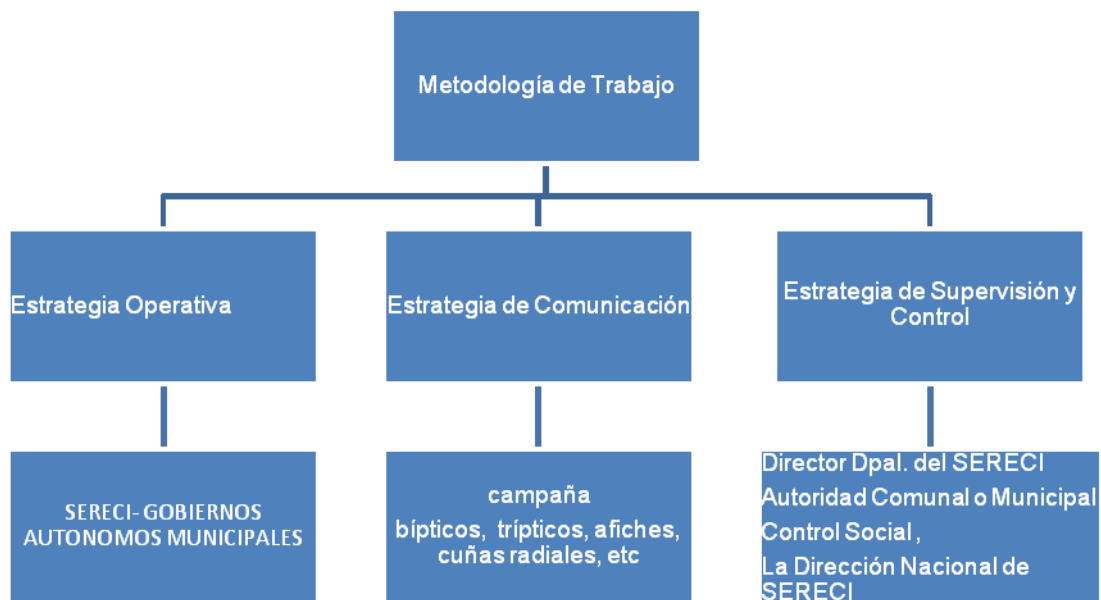 Metodología de Trabajo
Estrategia Operativa
Estrategia de Comunicación
Estrategia de Supervisión y
Control
SERECI- GOBIERNOS
AUTONOMOS MUNICIPALES
campaña
bípticos, trípticos, afiches,
cuñas radiales, etc
Director Dpal. del SERECI
Autoridad Comunal o Municipal
Control Social ,
La Dirección Nacional de
SERECI